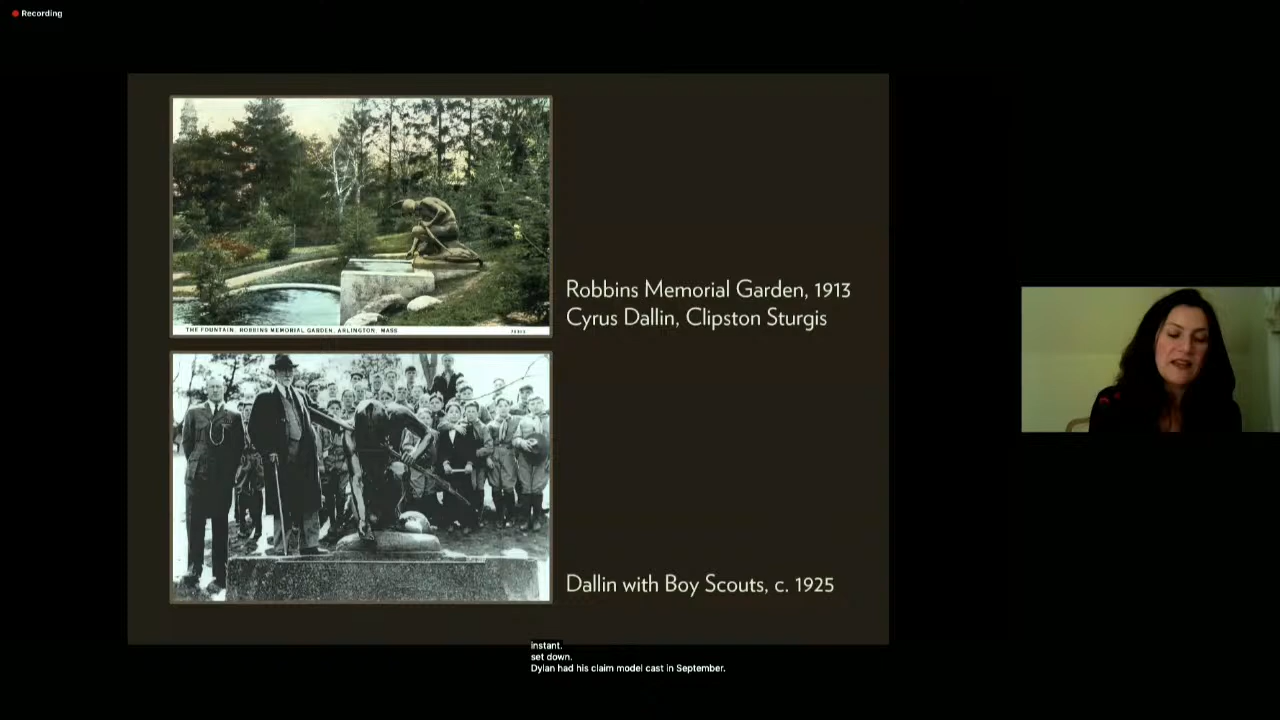 Recording
THE FOUNTAIN, ROBBINS MEMORIAL GARDEN, ARLINGTON, MASS
Robbins Memorial Garden, 1913
Cyrus Dallin, Clipston Sturgis
Dallin with Boy Scouts, c. 1925
instant.
set down.
Dylan had his claim model cast in September.